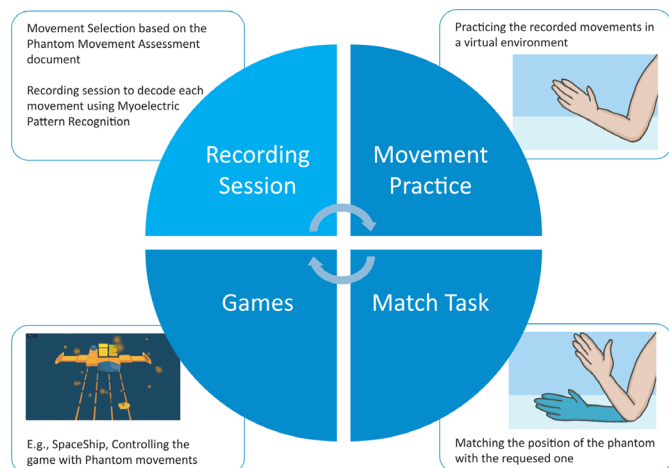 Movement Selection based on the
Phantom Movement Assessment
document
Recording session to decode each
movement using Myoelectric
Pattern Recognition
Practicing the recorded movements in
a virtual environment
Recording
Session
Movement
Practice
Games
Match Task
E.g., SpaceShip, Controlling the
game with Phantom movements
Matching the position of the phantom
with the requesed one